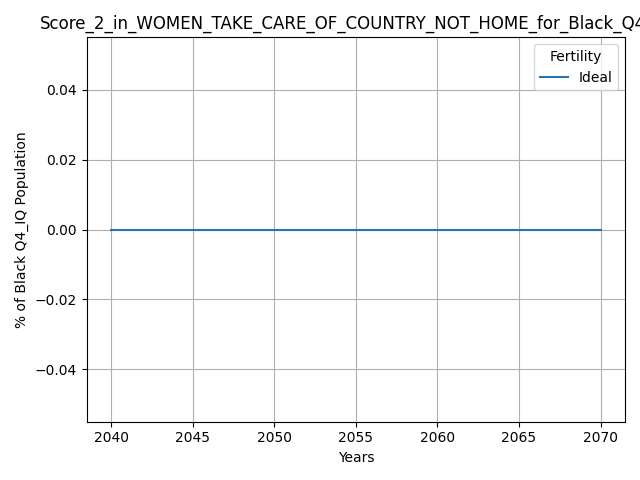 Score_2_in_WOMEN_TAKE_CARE_OF_COUNTRY_NOT_HOME_for_Black_Q4
Fertility
Ideal
% of Black Q4_IQ Population
0.04
0.02
0.00
−0.02
−0.04
2040 2045 2050 2055 2060 2065 2070
Years